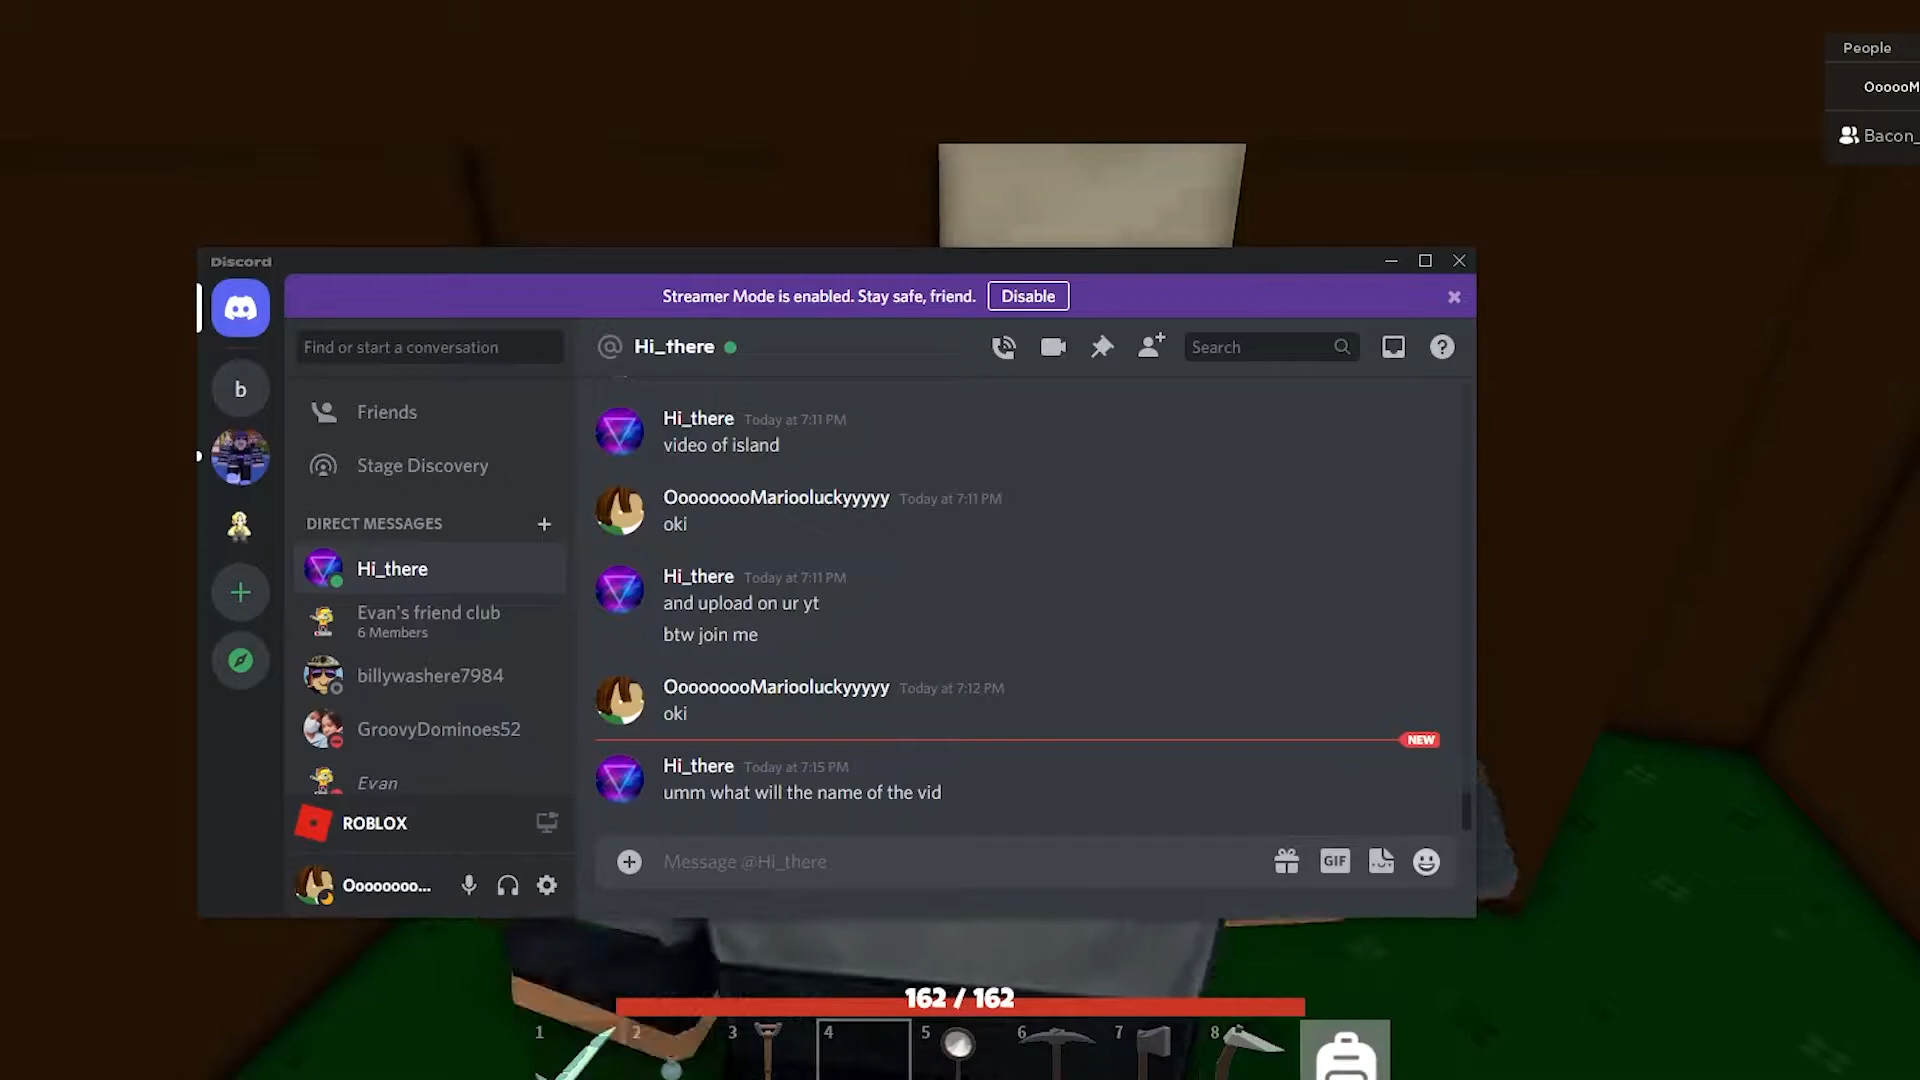 People
OooooM
Bacon_
Discord
Streamer Mode is enabled. Stay safe, friend. Disable
Find or start a conversation
Hi_there
Search
b
Friends
Stage Discovery
DIRECT MESSAGES
Hi_there
Evan's friend club
6 Members
billywashere7984
GroovyDominoes52
Evan
ROBLOX
Oooooooo...
Hi_there Today at 7:11 PM
video of island
OoooooooMariooluckyyyyy Today at 7:11 PM
oki
Hi_there Today at 7:11 PM
and upload on ur yt
btw join me
OoooooooMariooluckyyyyy Today at 7:12 PM
oki
NEW
Hi_there Today at 7:15 PM
umm what will the name of the vid
Message @Hi_there
GIF
162 / 162
1 2 3 4 5 6 7 8